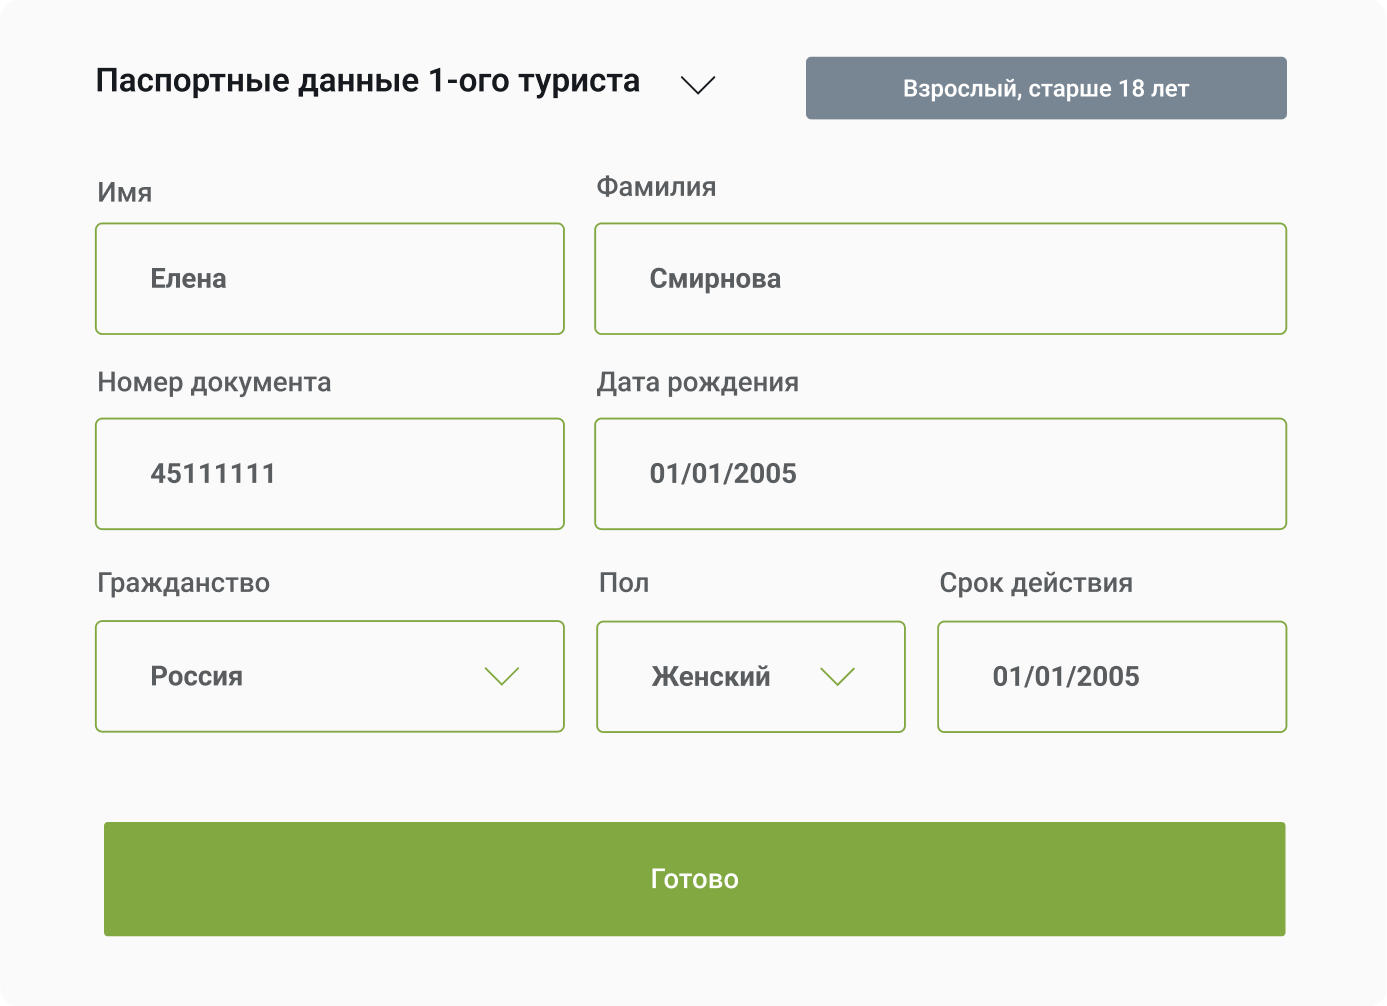 Паспортные данные 1-ого туриста
Взрослый, старше 18 лет
Имя
Фамилия
Елена
Смирнова
Номер документа
Дата рождения
45111111
01/01/2005
Гражданство
Пол
Срок действия
Россия
Женский
01/01/2005
Готово